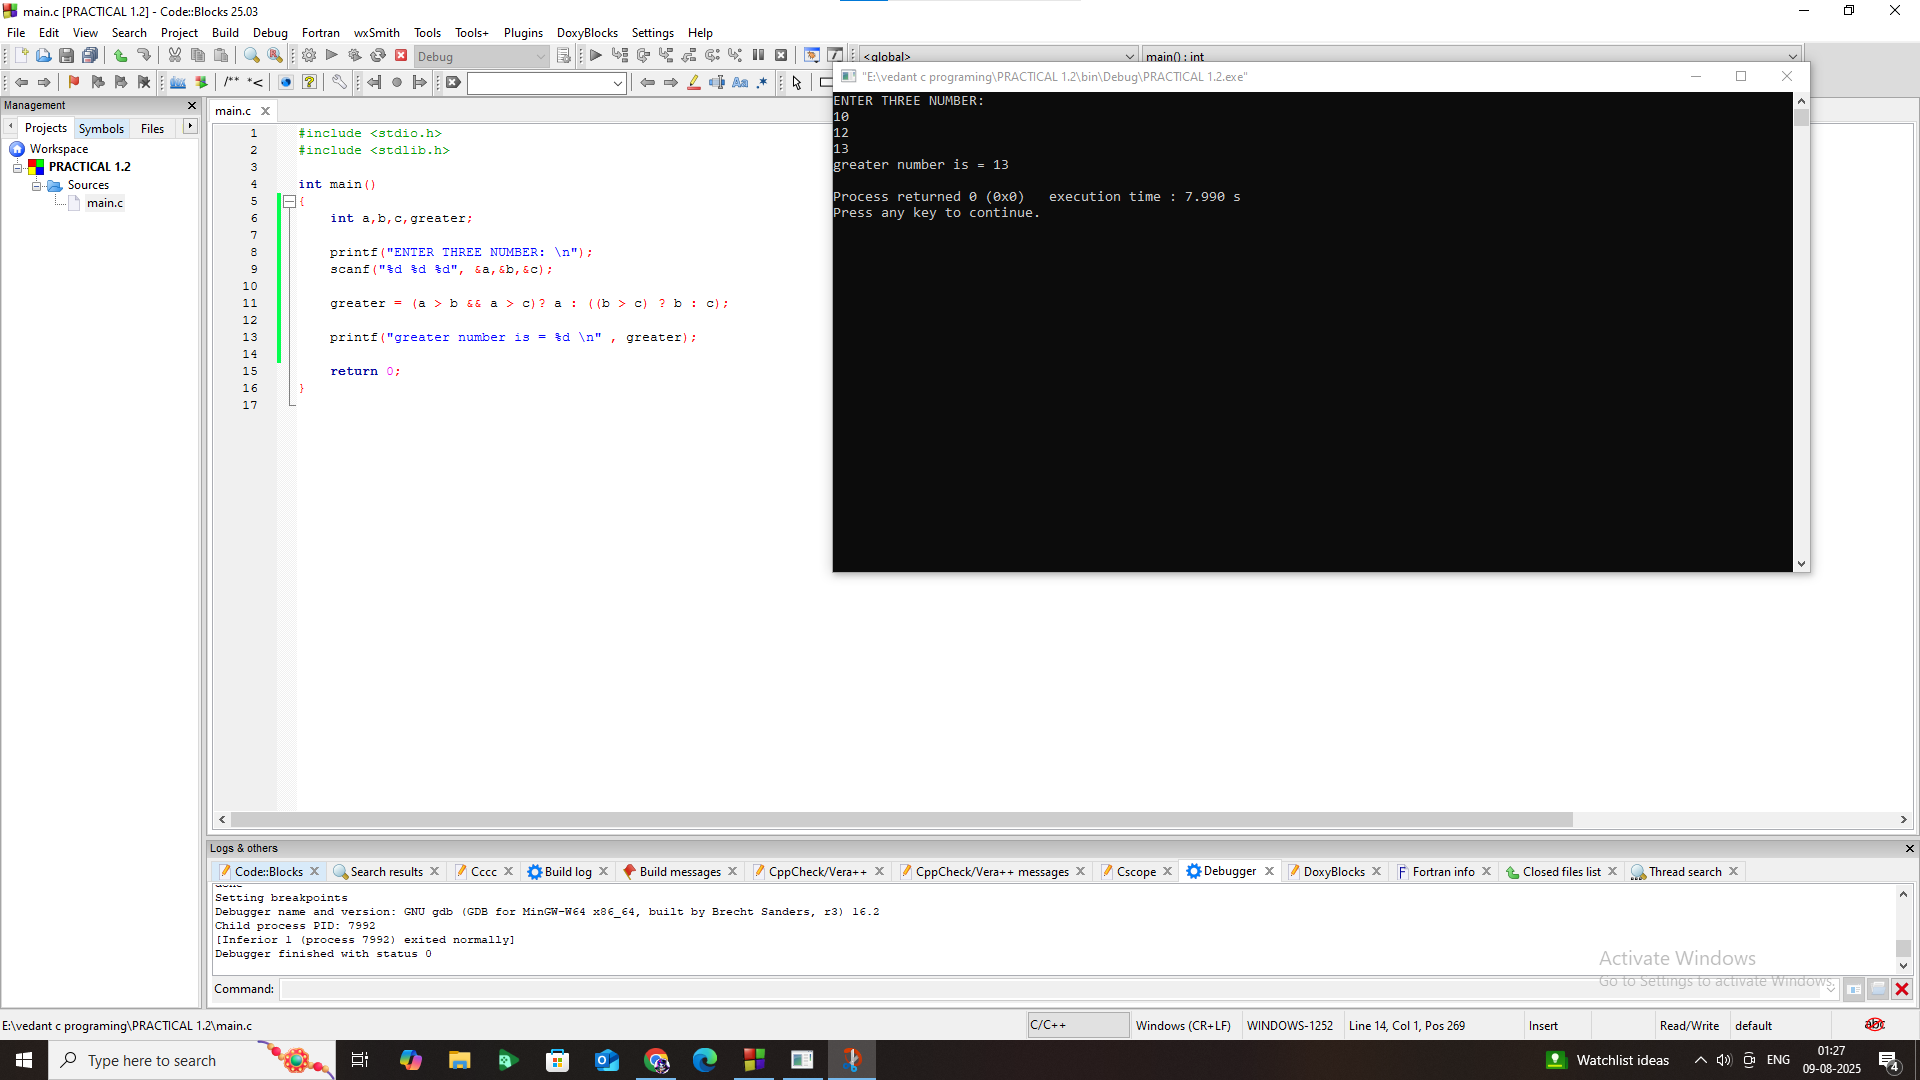 main.c [PRACTICAL 1.2] - Code::Blocks 25.03
File Edit View Search Project Build Debug Fortran wxSmith Tools Tools+ Plugins DoxyBlocks Settings Help
Debug
<global>
main() : int
/** *<
Aa .*
Management
Projects Symbols Files
Workspace
PRACTICAL 1.2
Sources
main.c
main.c
1 #include <stdio.h>
2 #include <stdlib.h>
3
4 int main()
5 {
6 int a,b,c,greater;
7
8 printf("ENTER THREE NUMBER: \n");
9 scanf("%d %d %d", &a,&b,&c);
10
11 greater = (a > b && a > c)? a : ((b > c) ? b : c);
12
13 printf("greater number is = %d \n" , greater);
14
15 return 0;
16 }
17
"E:\vedant c programing\PRACTICAL 1.2\bin\Debug\PRACTICAL 1.2.exe"
ENTER THREE NUMBER:
10
12
13
greater number is = 13
Process returned 0 (0x0) execution time : 7.990 s
Press any key to continue.
Logs & others
Code::Blocks Search results Cccc Build log Build messages CppCheck/Vera++ CppCheck/Vera++ messages Cscope Debugger DoxyBlocks Fortran info Closed files list Thread search
done
Setting breakpoints
Debugger name and version: GNU gdb (GDB for MinGW-W64 x86_64, built by Brecht Sanders, r3) 16.2
Child process PID: 7992
[Inferior 1 (process 7992) exited normally]
Debugger finished with status 0
Command:
Activate Windows
Go to Settings to activate Windows.
E:\vedant c programing\PRACTICAL 1.2\main.c
C/C++ Windows (CR+LF) WINDOWS-1252 Line 14, Col 1, Pos 269 Insert Read/Write default abc
Type here to search
Watchlist ideas
ENG
01:27
09-08-2025
4